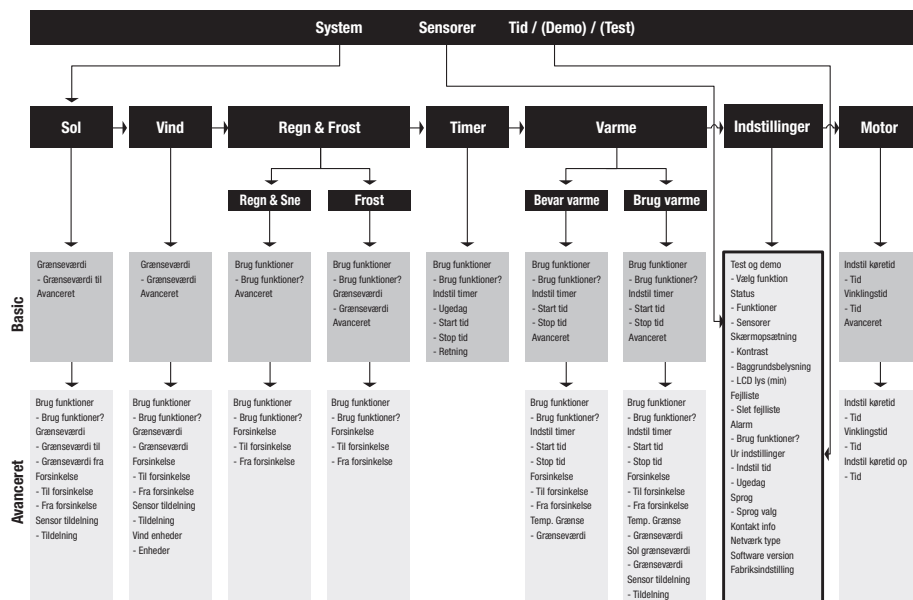 System Sensorer Tid / (Demo) / (Test)
Sol Vind Regn & Frost Timer Varme Indstillinger Motor
Regn & Sne Frost Bevar varme Brug varme
Basic
Grænseværdi
- Grænseværdi til
Avanceret
Grænseværdi
- Grænseværdi
Avanceret
Brug funktioner
- Brug funktioner?
Avanceret
Brug funktioner
- Brug funktioner?
Grænseværdi
- Grænseværdi
Avanceret
Brug funktioner
- Brug funktioner?
Indstil timer
- Ugedag
- Start tid
- Stop tid
- Retning
Brug funktioner
- Brug funktioner?
Indstil timer
- Start tid
- Stop tid
Avanceret
Brug funktioner
- Brug funktioner?
Indstil timer
- Start tid
- Stop tid
Avanceret
Test og demo
- Vælg funktion
Status
- Funktioner
- Sensorer
Skærmopsætning
- Kontrast
- Baggrundsbelysning
- LCD lys (min)
Fejlliste
- Slet fejlliste
Alarm
- Brug funktioner?
Ur indstillinger
- Indstil tid
- Ugedag
Sprog
- Sprog valg
Kontakt info
Netværk type
Software version
Fabriksindstilling
Indstil køretid
- Tid
Vinklingstid
- Tid
Avanceret
Avanceret
Brug funktioner
- Brug funktioner?
Grænseværdi
- Grænseværdi til
- Grænseværdi fra
Forsinkelse
- Til forsinkelse
- Fra forsinkelse
Sensor tildelning
- Tildelning
Brug funktioner
- Brug funktioner?
Grænseværdi
- Grænseværdi
Forsinkelse
- Til forsinkelse
- Fra forsinkelse
Sensor tildelning
- Tildelning
Vind enheder
- Enheder
Brug funktioner
- Brug funktioner?
Forsinkelse
- Til forsinkelse
- Fra forsinkelse
Brug funktioner
- Brug funktioner?
Forsinkelse
- Til forsinkelse
- Fra forsinkelse
Brug funktioner
- Brug funktioner?
Indstil timer
- Start tid
- Stop tid
Forsinkelse
- Til forsinkelse
- Fra forsinkelse
Temp. Grænse
- Grænseværdi
Brug funktioner
- Brug funktioner?
Indstil timer
- Start tid
- Stop tid
Forsinkelse
- Til forsinkelse
- Fra forsinkelse
Temp. Grænse
- Grænseværdi
Sol grænseværdi
- Grænseværdi
Sensor tildelning
- Tildelning
Indstil køretid
- Tid
Vinklingstid
- Tid
Indstil køretid op
- Tid